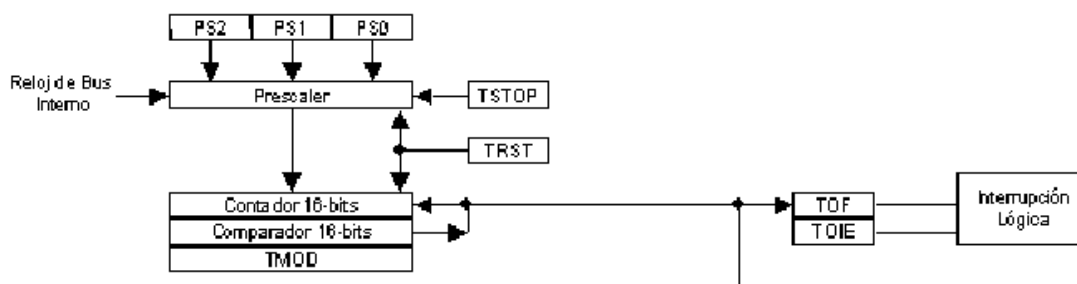 PS2 PS1 PS0
Reloj de Bus
Interno
Prescaler
TSTOP
TRST
Contador 16-bits
TOF
Interrupción
Lógica
Comparador 16-bits
TOIE
TMOD